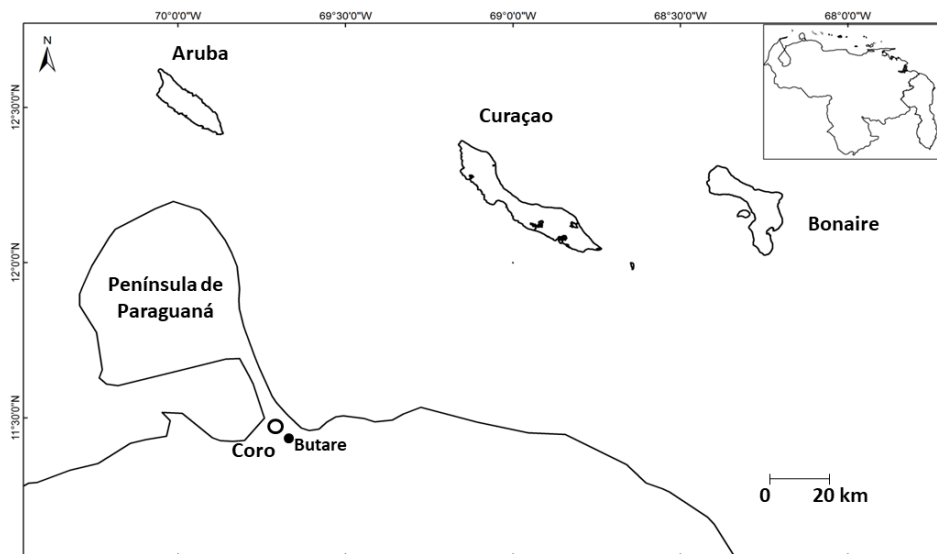 70°0'0"W 69°30'0"W 69°0'0"W 68°30'0"W 68°0'0"W
N
Aruba
12°30'0"N
Curaçao
Bonaire
12°0'0"N
Península de
Paraguaná
11°30'0"N
Coro
Butare
0 20 km